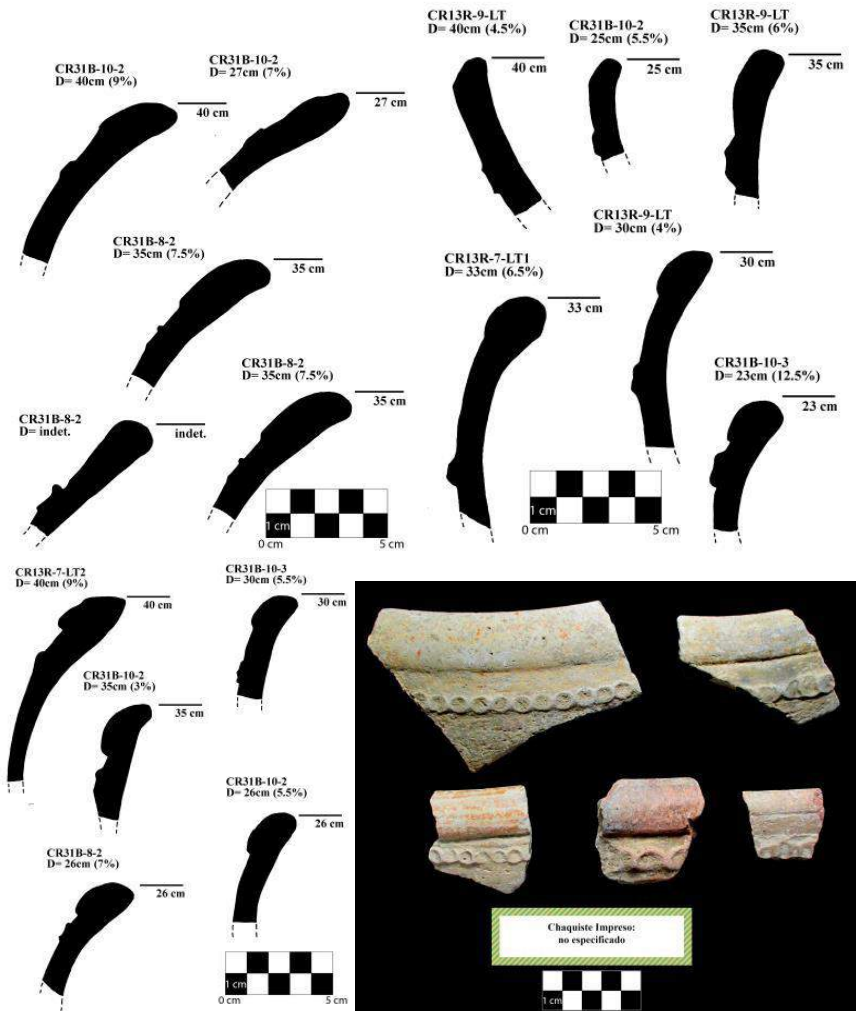 CR31B-10-2
D= 40cm (9%)
40 cm
CR31B-10-2
D= 27cm (7%)
27 cm
CR31B-8-2
D= 35cm (7.5%)
35 cm
CR31B-8-2
D= 35cm (7.5%)
35 cm
CR31B-8-2
D= indet.
indet.
1 cm
0 cm
5 cm
CR13R-9-LT
D= 40cm (4.5%)
40 cm
CR31B-10-2
D= 25cm (5.5%)
25 cm
CR13R-9-LT
D= 35cm (6%)
35 cm
CR13R-9-LT
D= 30cm (4%)
30 cm
CR13R-7-LT1
D= 33cm (6.5%)
33 cm
CR31B-10-3
D= 23cm (12.5%)
23 cm
1 cm
0 cm
5 cm
CR13R-7-LT2
D= 40cm (9%)
40 cm
CR31B-10-3
D= 30cm (5.5%)
30 cm
CR31B-10-2
D= 35cm (3%)
35 cm
CR31B-10-2
D= 26cm (5.5%)
26 cm
CR31B-8-2
D= 26cm (7%)
26 cm
1 cm
0 cm
5 cm
Chaquiste Impreso:
no especificado
1 cm